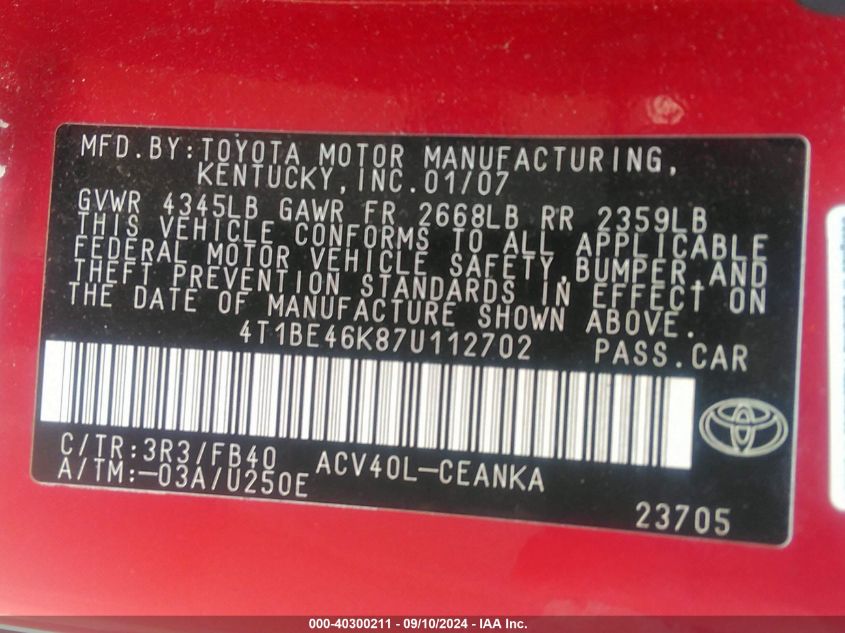 MFD.BY:TOYOTA MOTOR MANUFACTURING,
KENTUCKY,INC.01/07
GVWR 4345LB GAWR FR 2668LB RR 2359LB
THIS VEHICLE CONFORMS TO ALL APPLICABLE
FEDERAL MOTOR VEHICLE SAFETY,BUMPER,AND
THEFT PREVENTION STANDARDS IN EFFECT ON
THE DATE OF MANUFACTURE SHOWN ABOVE.
4T1BE46K87U112702 PASS.CAR
C/TR:3R3/FB40 ACV40L-CEANKA
A/TM:-03A/U250E
23705
000-40300211 - 09/10/2024 - IAA Inc.